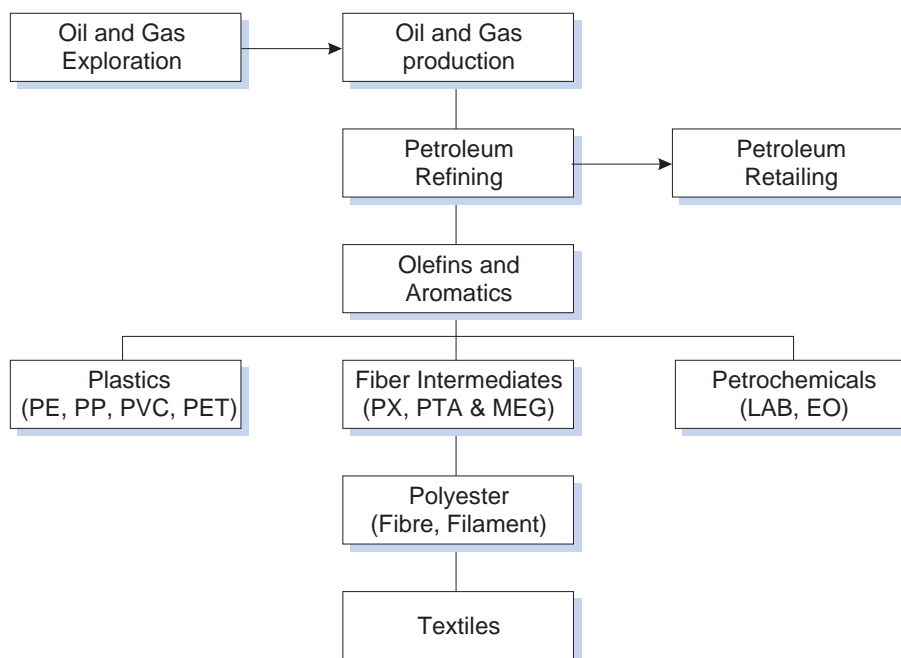 Oil and Gas
Exploration
Oil and Gas
production
Petroleum
Refining
Petroleum
Retailing
Olefins and
Aromatics
Plastics
(PE, PP, PVC, PET)
Fiber Intermediates
(PX, PTA & MEG)
Petrochemicals
(LAB, EO)
Polyester
(Fibre, Filament)
Textiles